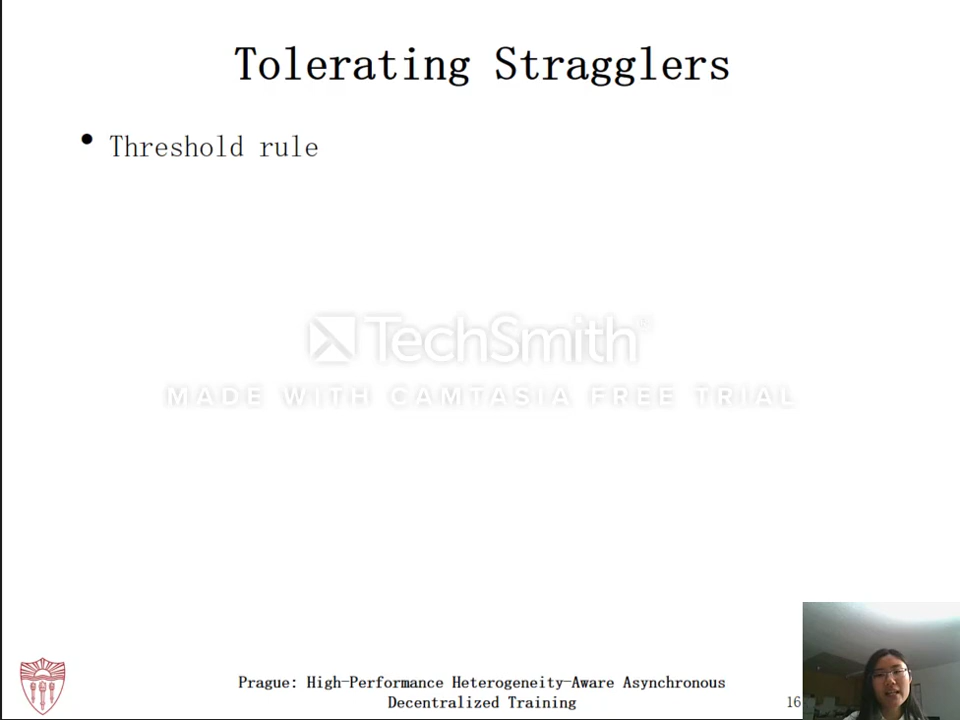 Tolerating Stragglers
• Threshold rule
TechSmith
MADE WITH CAMTASIA FREE TRIAL
Prague: High-Performance Heterogeneity-Aware Asynchronous
Decentralized Training
16